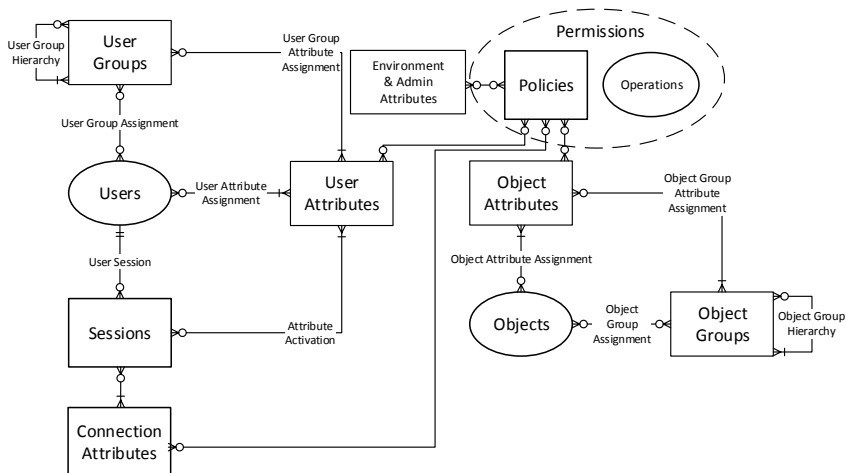 Permissions
User Group
Hierarchy
User
Groups
User Group
Attribute
Assignment
Environment
& Admin
Attributes
Policies
Operations
User Group Assignment
Users
User Attribute
Assignment
User
Attributes
Object
Attributes
Object Group
Attribute
Assignment
User Session
Object Attribute Assignment
Sessions
Attribute
Activation
Objects
Object
Group
Assignment
Object
Groups
Object Group
Hierarchy
Connection
Attributes